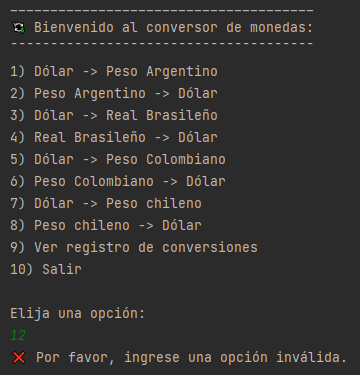 --------------------------------------
💱 Bienvenido al conversor de monedas:
--------------------------------------
1) Dólar -> Peso Argentino
2) Peso Argentino -> Dólar
3) Dólar -> Real Brasileño
4) Real Brasileño -> Dólar
5) Dólar -> Peso Colombiano
6) Peso Colombiano -> Dólar
7) Dólar -> Peso chileno
8) Peso chileno -> Dólar
9) Ver registro de conversiones
10) Salir
Elija una opción:
12
❌ Por favor, ingrese una opción inválida.